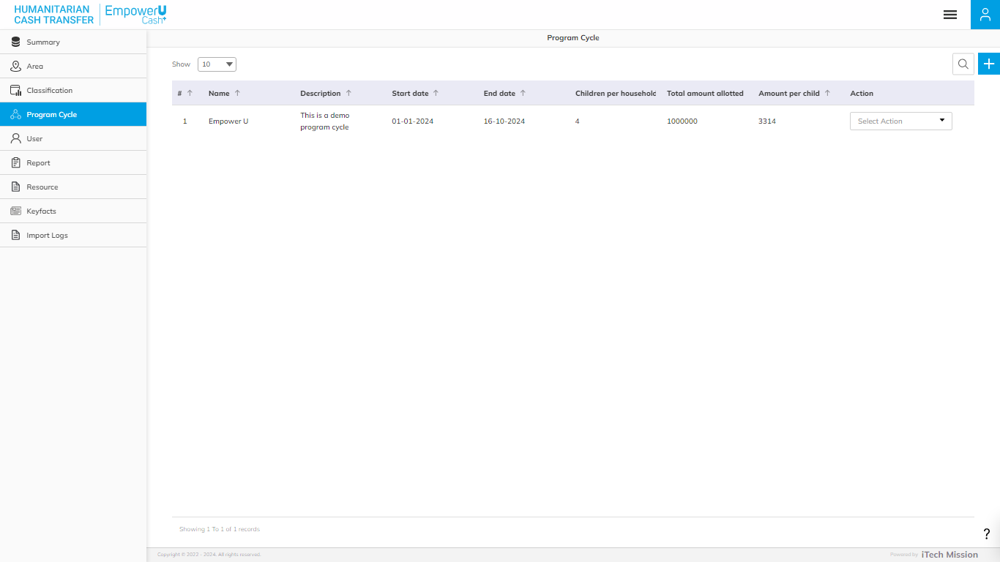 HUMANITARIAN
CASH TRANSFER
EmpowerU
Cash+
Summary
Area
Classification
Program Cycle
User
Report
Resource
Keyfacts
Import Logs
Program Cycle
Show 10
# Name Description Start date End date Children per household Total amount allotted Amount per child Action
1 Empower U This is a demo program cycle 01-01-2024 16-10-2024 4 1000000 3314 Select Action
Showing 1 To 1 of 1 records
?
Copyright © 2022 - 2024. All rights reserved.
Powered by iTech Mission